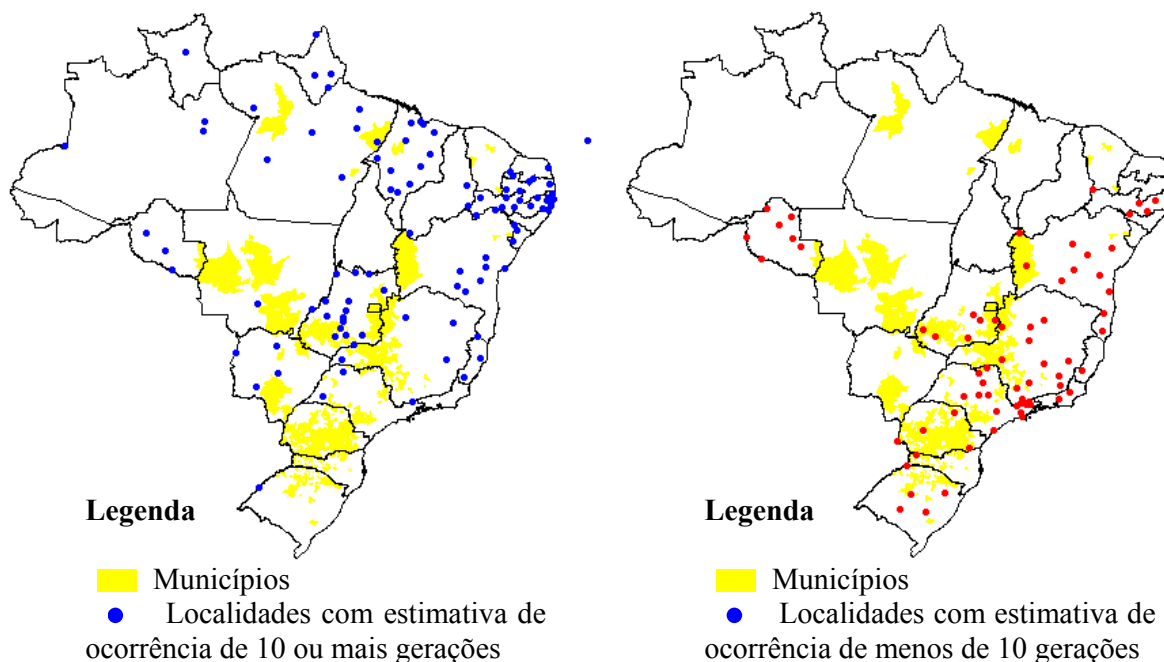 Legenda
Municípios
Localidades com estimativa de
ocorrência de 10 ou mais gerações
Legenda
Municípios
Localidades com estimativa de
ocorrência de menos de 10 gerações